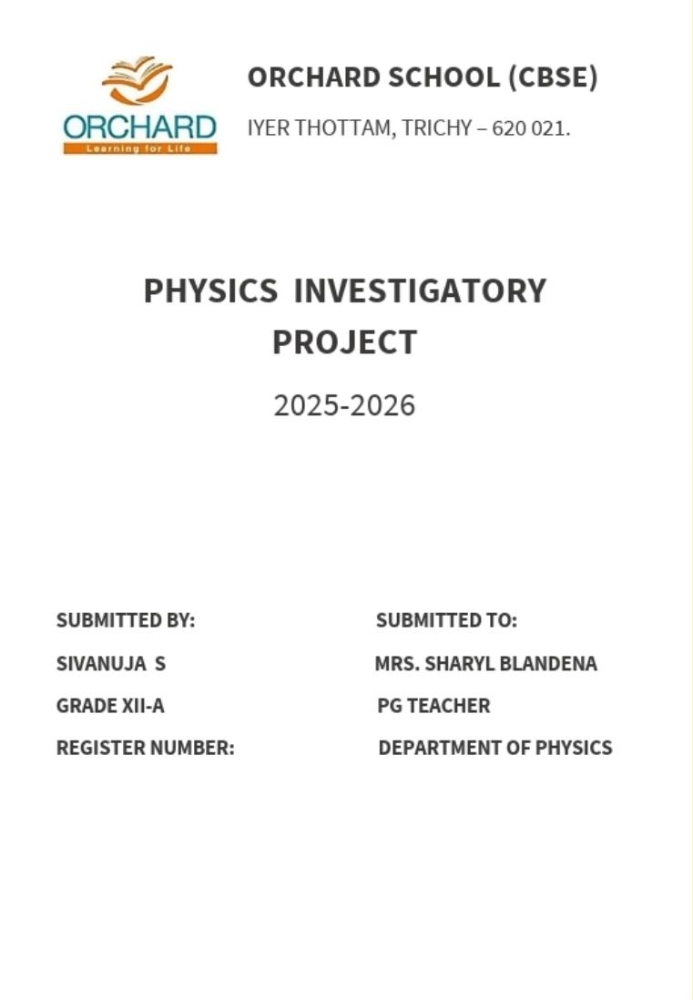 ORCHARD
Learning for Life
ORCHARD SCHOOL (CBSE)
IYER THOTTAM, TRICHY – 620 021.
PHYSICS INVESTIGATORY
PROJECT
2025-2026
SUBMITTED BY:
SIVANUJA S
GRADE XII-A
REGISTER NUMBER:
SUBMITTED TO:
MRS. SHARYL BLANDENA
PG TEACHER
DEPARTMENT OF PHYSICS